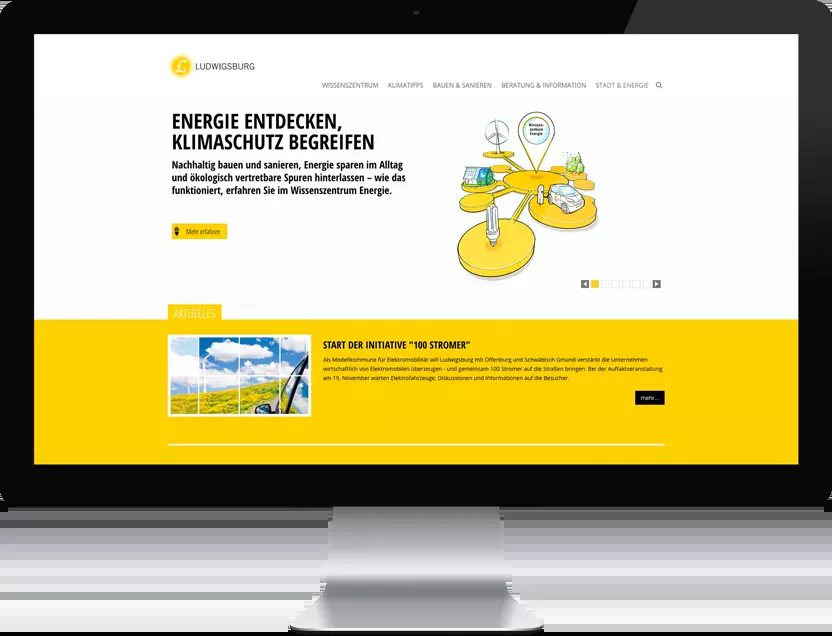 LUDWIGSBURG
WISSENSZENTRUM KLIMATIPPS BAUEN & SANIEREN BERATUNG & INFORMATION STADT & ENERGIE
ENERGIE ENTDECKEN,
KLIMASCHUTZ BEGREIFEN
Nachhaltig bauen und sanieren, Energie sparen im Alltag
und ökologisch vertretbare Spuren hinterlassen – wie das
funktioniert, erfahren Sie im Wissenszentrum Energie.
Wissens-
zentrum
Energie
Mehr erfahren
AKTUELLES
START DER INITIATIVE "100 STROMER"
Als Modellkommune für Elektromobilität will Ludwigsburg mit Offenburg und Schwäbisch Gmünd verstärkt die Unternehmen
wirtschaftlich von Elektromobilen überzeugen - und gemeinsam 100 Stromer auf die Straßen bringen. Bei der Auftaktveranstaltung
am 19. November warten Elektrofahrzeuge, Diskussionen und Informationen auf die Besucher.
mehr...